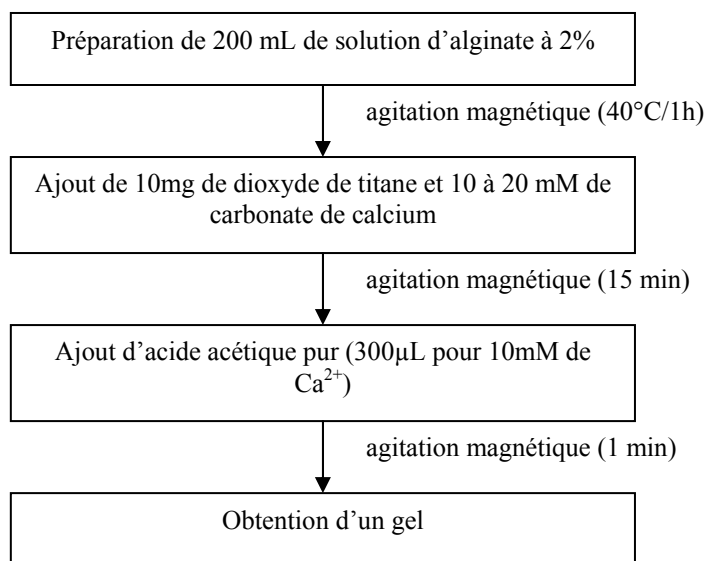 Préparation de 200 mL de solution d'alginate à 2%
agitation magnétique (40°C/1h)
Ajout de 10mg de dioxyde de titane et 10 à 20 mM de
carbonate de calcium
agitation magnétique (15 min)
Ajout d'acide acétique pur (300µL pour 10mM de
Ca²⁺)
agitation magnétique (1 min)
Obtention d'un gel